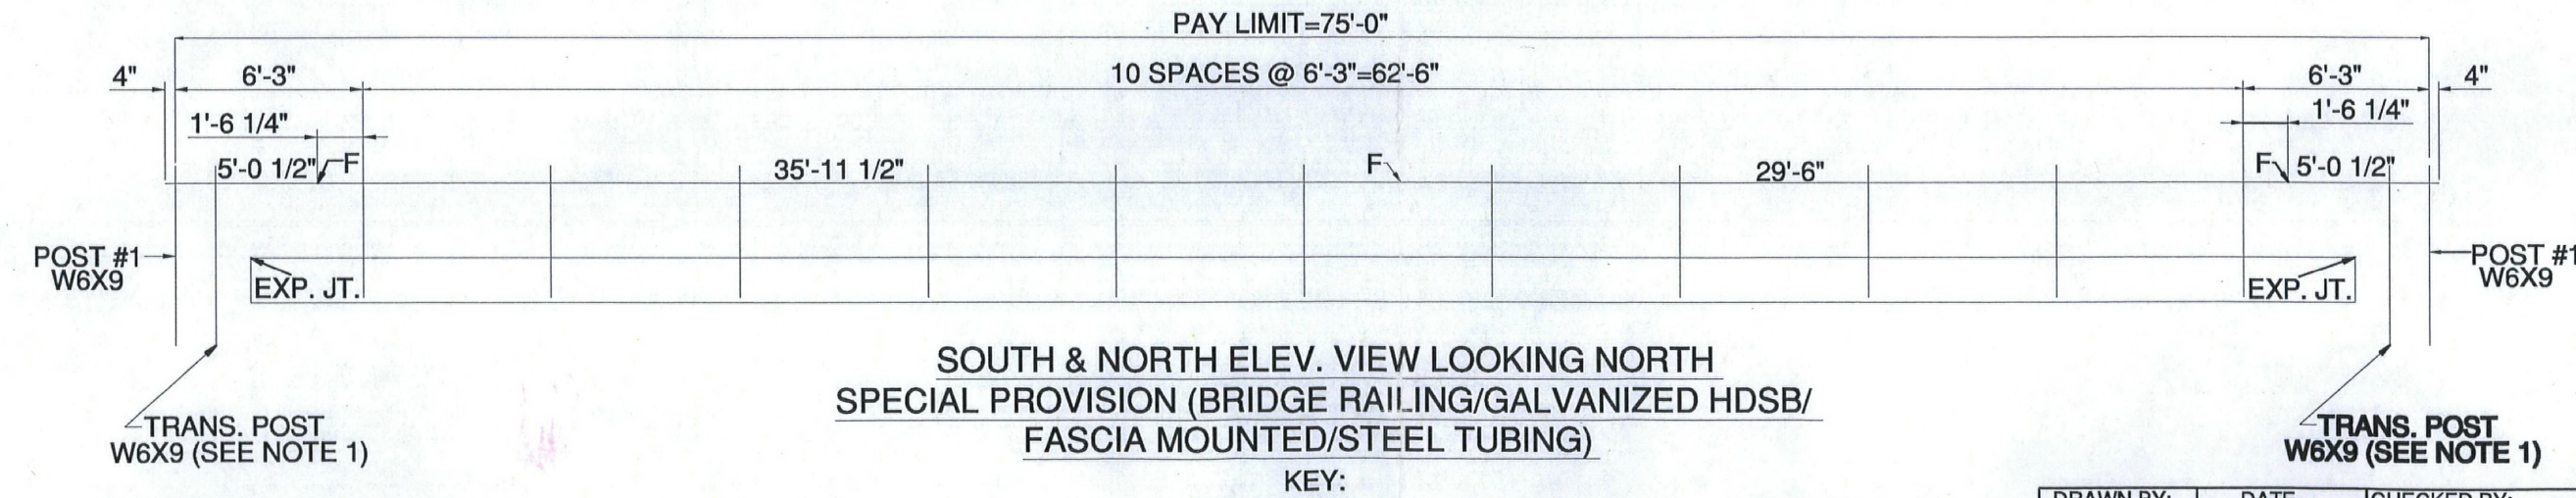 PAY LIMIT=75'-0"
4"
6'-3"
10 SPACES @ 6'-3"=62'-6"
6'-3"
4"
1'-6 1/4"
1'-6 1/4"
5'-0 1/2"
F
35'-11 1/2"
F
29'-6"
F
5'-0 1/2"
POST #1
W6X9
EXP. JT.
EXP. JT.
POST #1
W6X9
TRANS. POST
W6X9 (SEE NOTE 1)
SOUTH & NORTH ELEV. VIEW LOOKING NORTH
SPECIAL PROVISION (BRIDGE RAILING/GALVANIZED HDSB/
FASCIA MOUNTED/STEEL TUBING)
TRANS. POST
W6X9 (SEE NOTE 1)
KEY:
DRAWN BY:
DATE
CHECKED BY: